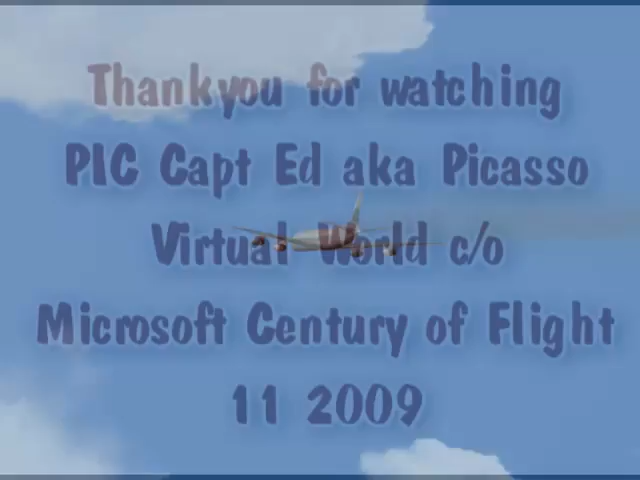 Thankyou for watching
PIC Capt Ed aka Picasso
Virtual World c/o
Microsoft Century of Flight
11 2009